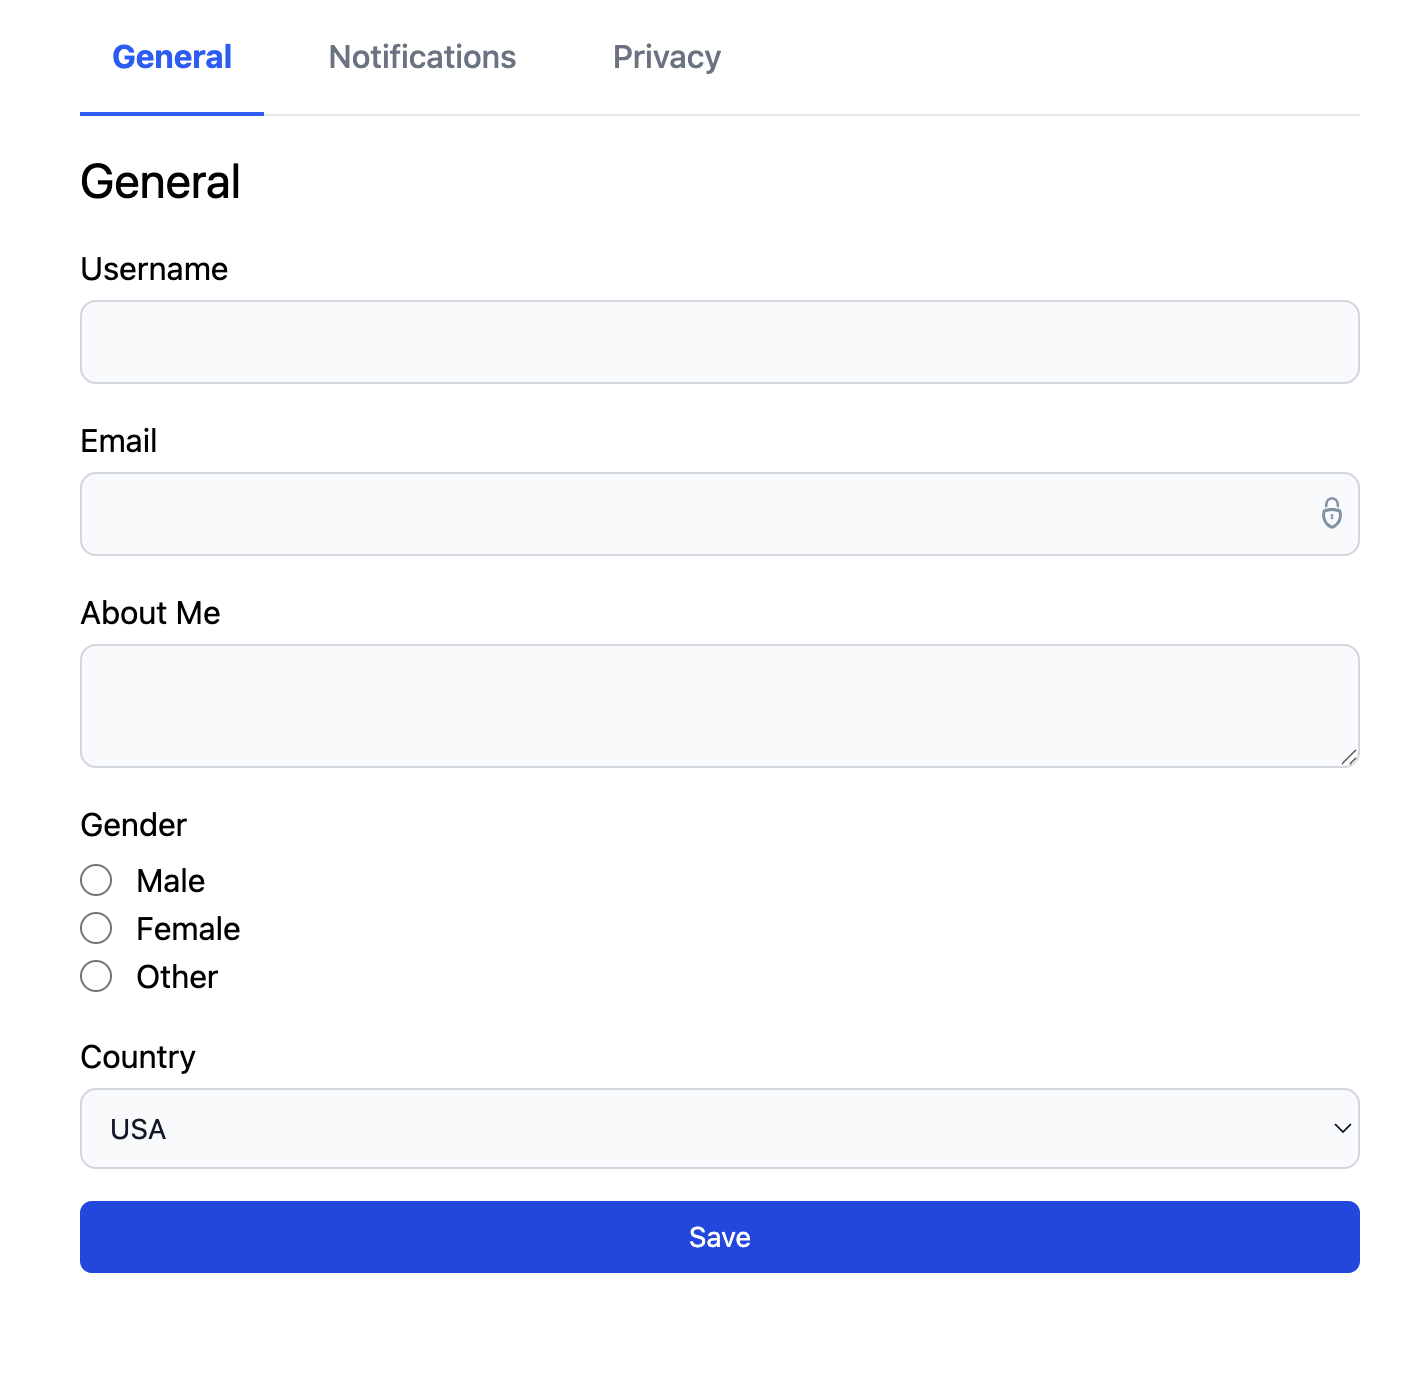 General Notifications Privacy
General
Username
Email
About Me
Gender
Male
Female
Other
Country
USA
Save